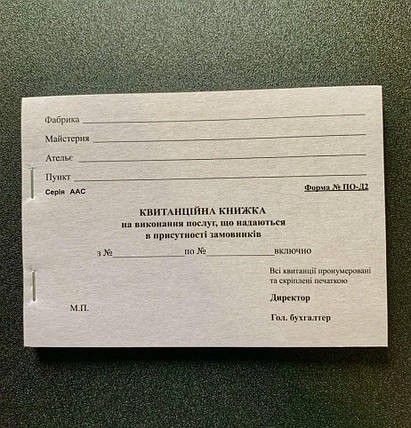 Фабрика
Майстерня
Ательє
Пункт
Серія ААС
Форма № ПО-Д2
КВИТАНЦІЙНА КНИЖКА
на виконання послуг, що надаються
в присутності замовників
з № по № включно
Всі квитанції пронумеровані
та скріплені печаткою
Директор
М.П.
Гол. бухгалтер